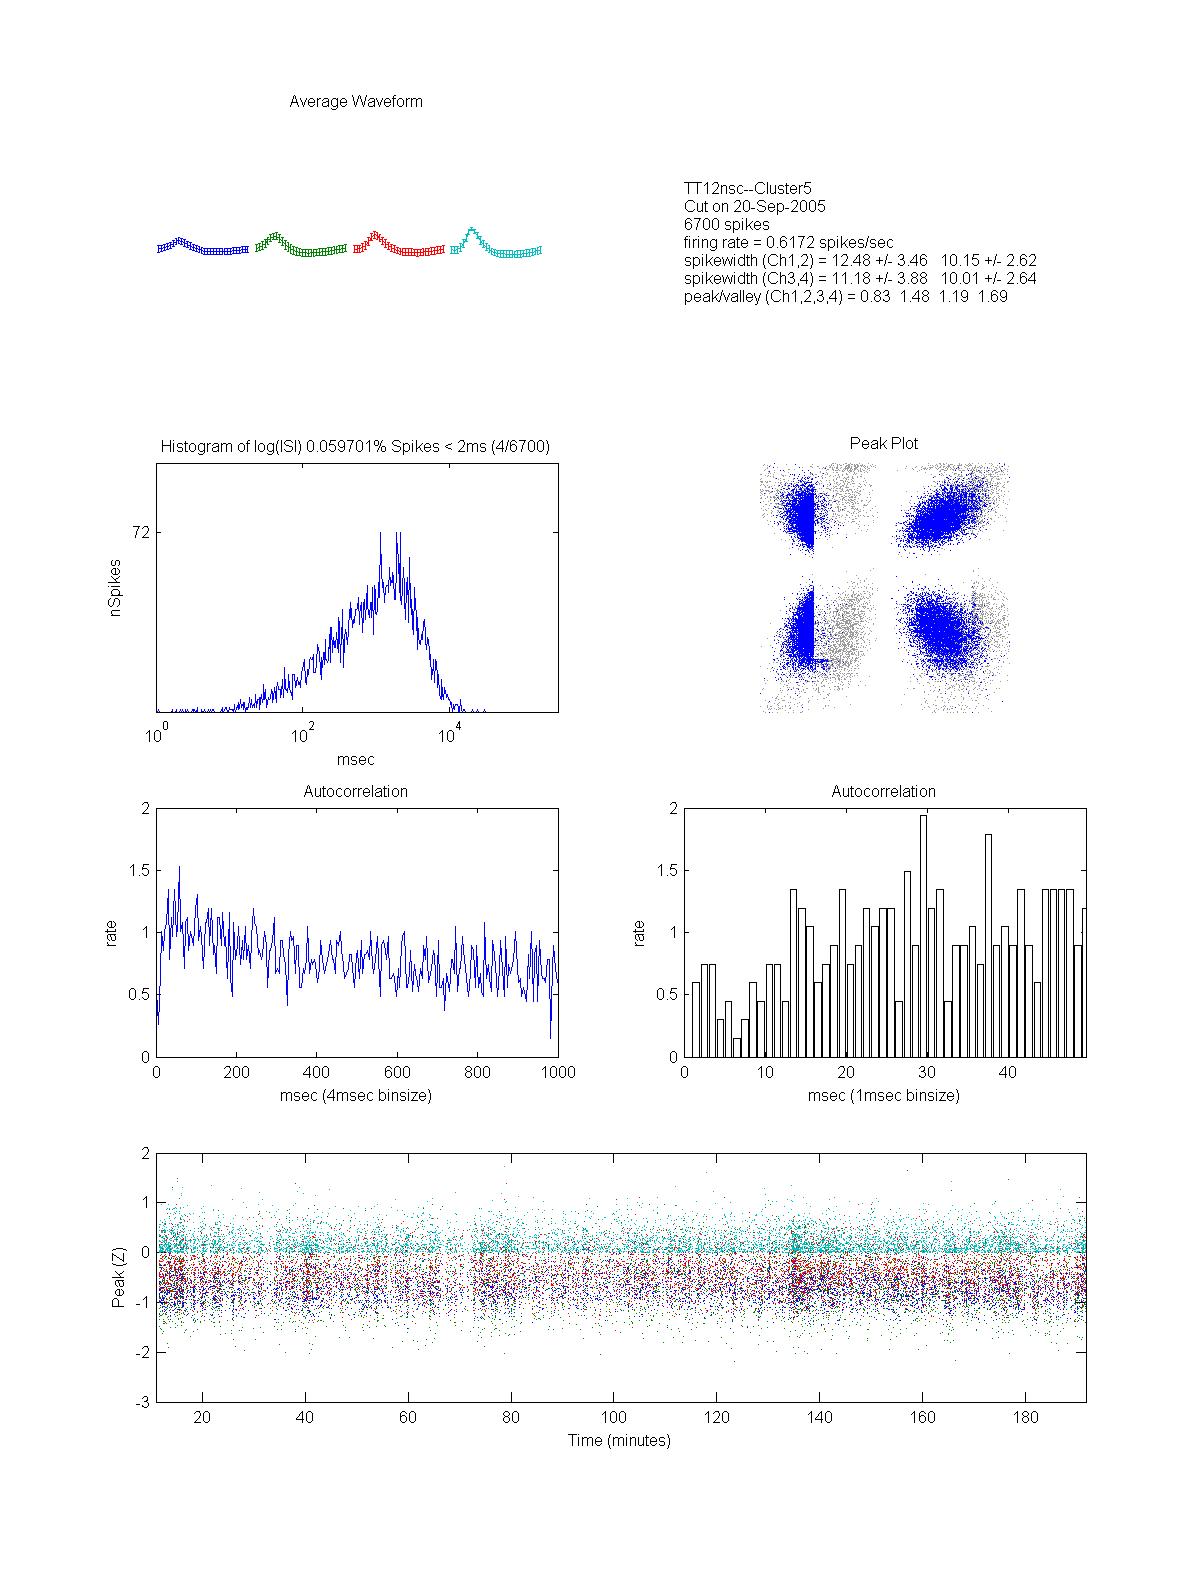 Average Waveform
TT12nsc--Cluster5
Cut on 20-Sep-2005
6700 spikes
firing rate = 0.6172 spikes/sec
spikewidth (Ch1,2) = 12.48 +/- 3.46   10.15 +/- 2.62
spikewidth (Ch3,4) = 11.18 +/- 3.88   10.01 +/- 2.64
peak/valley (Ch1,2,3,4) = 0.83  1.48  1.19  1.69
Histogram of log(ISI) 0.059701% Spikes < 2ms (4/6700)
72
nSpikes
10^0 10^2 10^4
msec
Peak Plot
Autocorrelation
2
1.5
1
0.5
0
rate
0 200 400 600 800 1000
msec (4msec binsize)
Autocorrelation
2
1.5
1
0.5
0
rate
0 10 20 30 40
msec (1msec binsize)
2
1
0
-1
-2
-3
Peak (Z)
20 40 60 80 100 120 140 160 180
Time (minutes)